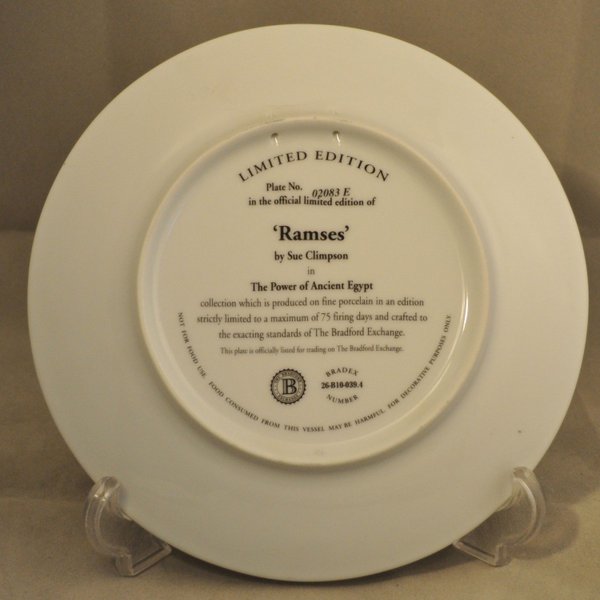 LIMITED EDITION
Plate No. 02083 E
in the official limited edition of
‘Ramses’
by Sue Climpson
in
The Power of Ancient Egypt
collection which is produced on fine porcelain in an edition
strictly limited to a maximum of 75 firing days and crafted to
the exacting standards of The Bradford Exchange.
This plate is officially listed for trading on The Bradford Exchange.
B
BRADEX
26-B10-039.4
NUMBER
NOT FOR FOOD USE. FOOD CONSUMED FROM THIS VESSEL MAY BE HARMFUL. FOR DECORATIVE PURPOSES ONLY